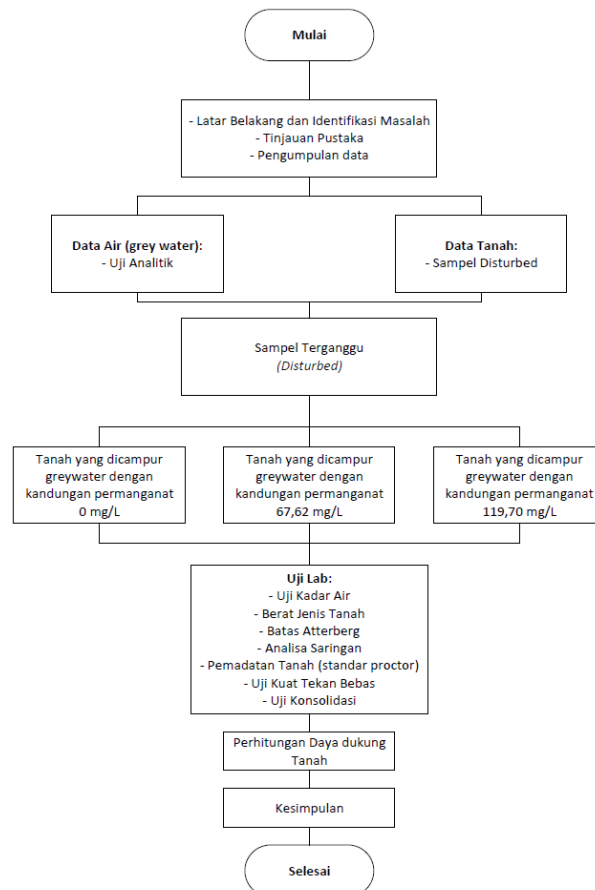 Mulai
- Latar Belakang dan Identifikasi Masalah
- Tinjauan Pustaka
- Pengumpulan data
Data Air (grey water):
- Uji Analitik
Data Tanah:
- Sampel Disturbed
Sampel Terganggu
(Disturbed)
Tanah yang dicampur
greywater dengan
kandungan permanganat
0 mg/L
Tanah yang dicampur
greywater dengan
kandungan permanganat
67,62 mg/L
Tanah yang dicampur
greywater dengan
kandungan permanganat
119,70 mg/L
Uji Lab:
- Uji Kadar Air
- Berat Jenis Tanah
- Batas Atterberg
- Analisa Saringan
- Pemadatan Tanah (standar proctor)
- Uji Kuat Tekan Bebas
- Uji Konsolidasi
Perhitungan Daya dukung
Tanah
Kesimpulan
Selesai